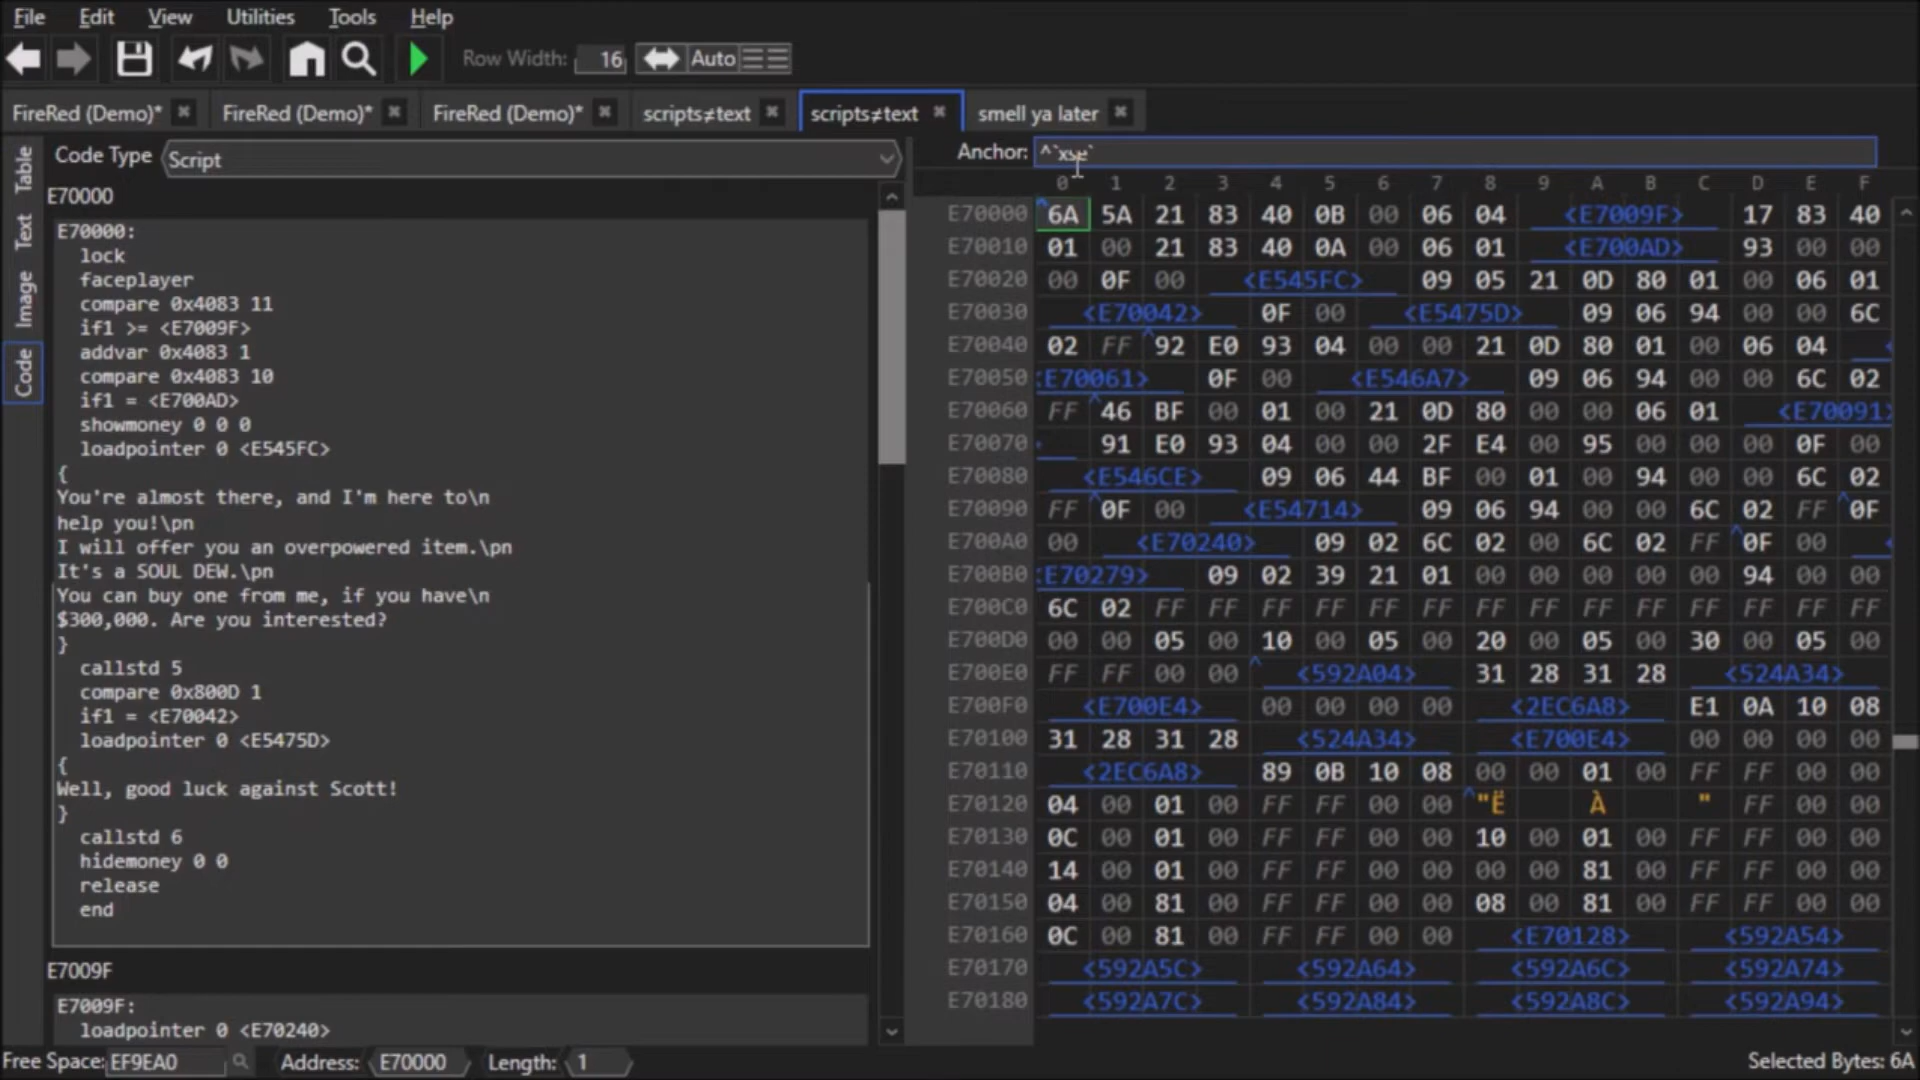 File Edit View Utilities Tools Help
Row Width: 16 Auto
FireRed (Demo)* FireRed (Demo)* FireRed (Demo)* scripts≠text scripts≠text smell ya later
Table
Text
Image
Code
Code Type Script
E70000
E70000:
lock
faceplayer
compare 0x4083 11
if1 >= <E7009F>
addvar 0x4083 1
compare 0x4083 10
if1 = <E700AD>
showmoney 0 0 0
loadpointer 0 <E545FC>
{
You're almost there, and I'm here to\n
help you!\pn
I will offer you an overpowered item.\pn
It's a SOUL DEW.\pn
You can buy one from me, if you have\n
$300,000. Are you interested?
}
callstd 5
compare 0x800D 1
if1 = <E70042>
loadpointer 0 <E5475D>
{
Well, good luck against Scott!
}
callstd 6
hidemoney 0 0
release
end
E7009F
E7009F:
loadpointer 0 <E70240>
Anchor: ^`xse`
0 1 2 3 4 5 6 7 8 9 A B C D E F
E70000 6A 5A 21 83 40 0B 00 06 04 <E7009F> 17 83 40
E70010 01 00 21 83 40 0A 00 06 01 <E700AD> 93 00 00
E70020 00 0F 00 <E545FC> 09 05 21 0D 80 01 00 06 01
E70030 <E70042> 0F 00 <E5475D> 09 06 94 00 00 6C
E70040 02 FF 92 E0 93 04 00 00 21 0D 80 01 00 06 04 <
E70050 <E70061> 0F 00 <E546A7> 09 06 94 00 00 6C 02
E70060 FF 46 BF 00 01 00 21 0D 80 00 00 06 01 <E70091>
E70070 91 E0 93 04 00 00 2F E4 00 95 00 00 00 0F 00
E70080 <E546CE> 09 06 44 BF 00 01 00 94 00 00 6C 02
E70090 FF 0F 00 <E54714> 09 06 94 00 00 6C 02 FF 0F
E700A0 00 <E70240> 09 02 6C 02 00 6C 02 FF 0F 00 <
E700B0 <E70279> 09 02 39 21 01 00 00 00 00 94 00 00
E700C0 6C 02 FF FF FF FF FF FF FF FF FF FF FF FF FF FF
E700D0 00 00 05 00 10 00 05 00 20 00 05 00 30 00 05 00
E700E0 FF FF 00 00 <592A04> 31 28 31 28 <524A34>
E700F0 <E700E4> 00 00 00 00 <2EC6A8> E1 0A 10 08
E70100 31 28 31 28 <524A34> <E700E4> 00 00 00 00
E70110 <2EC6A8> 89 0B 10 08 00 00 01 00 FF FF 00 00
E70120 04 00 01 00 FF FF 00 00 "Ë À " FF 00 00
E70130 0C 00 01 00 FF FF 00 00 10 00 01 00 FF FF 00 00
E70140 14 00 01 00 FF FF 00 00 00 00 81 00 FF FF 00 00
E70150 04 00 81 00 FF FF 00 00 08 00 81 00 FF FF 00 00
E70160 0C 00 81 00 FF FF 00 00 <E70128> <592A54>
E70170 <592A5C> <592A64> <592A6C> <592A74>
E70180 <592A7C> <592A84> <592A8C> <592A94>
Free Space: EF9EA0 Address: E70000 Length: 1 Selected Bytes: 6A